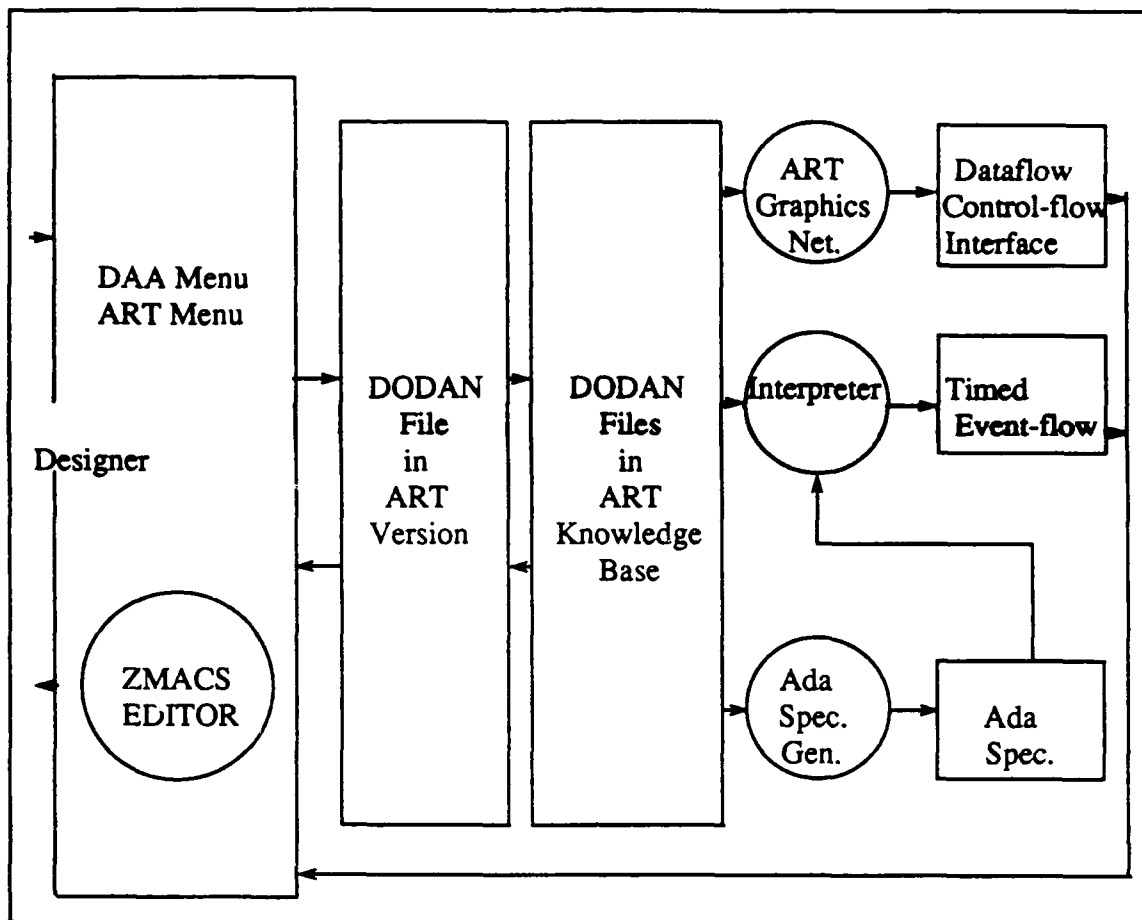 DAA Menu
ART Menu
Designer
ZMACS
EDITOR
DODAN
File
in
ART
Version
DODAN
Files
in
ART
Knowledge
Base
ART
Graphics
Net.
Dataflow
Control-flow
Interface
Interpreter
Timed
Event-flow
Ada
Spec.
Gen.
Ada
Spec.